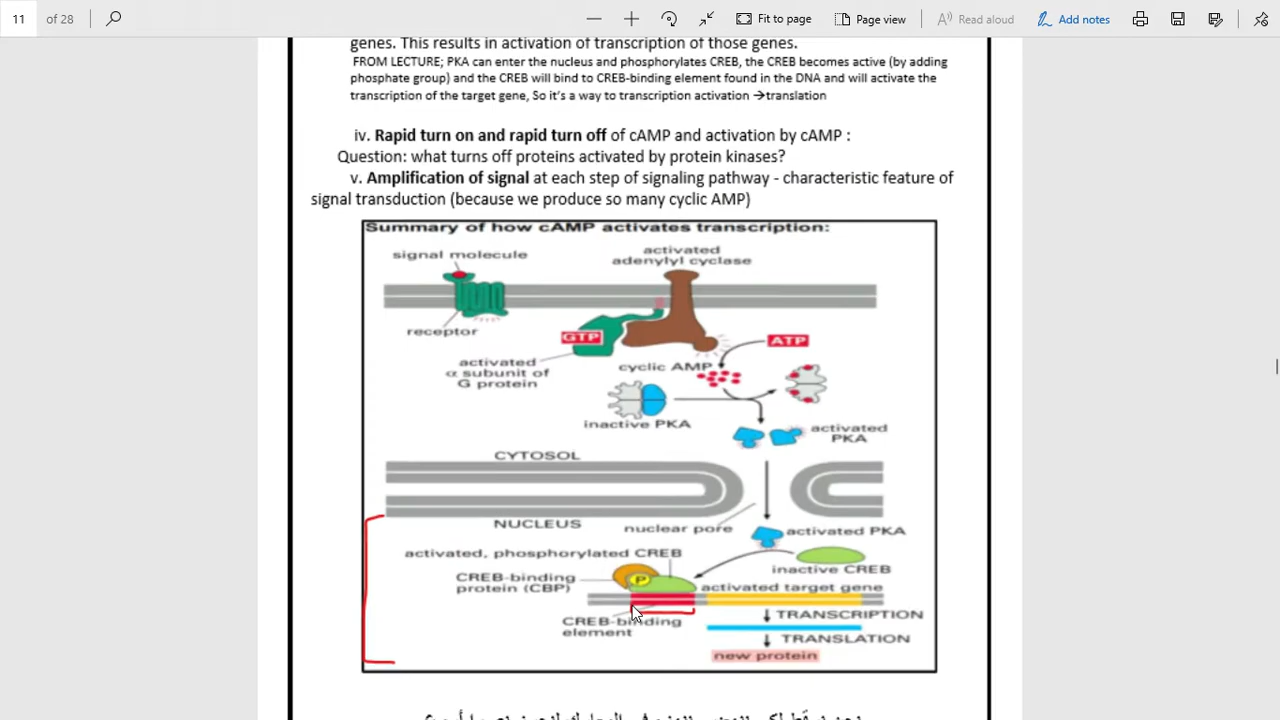 11 of 28 Fit to page Page view Read aloud Add notes
genes. This results in activation of transcription of those genes.
FROM LECTURE; PKA can enter the nucleus and phosphorylates CREB, the CREB becomes active (by adding
phosphate group) and the CREB will bind to CREB-binding element found in the DNA and will activate the
transcription of the target gene, So it's a way to transcription activation →translation
iv. Rapid turn on and rapid turn off of cAMP and activation by cAMP :
Question: what turns off proteins activated by protein kinases?
v. Amplification of signal at each step of signaling pathway - characteristic feature of
signal transduction (because we produce so many cyclic AMP)
Summary of how cAMP activates transcription:
signal molecule
activated
adenylyl cyclase
receptor
GTP
ATP
activated
α subunit of
G protein
cyclic AMP
inactive PKA
activated
PKA
CYTOSOL
NUCLEUS
nuclear pore
activated PKA
activated, phosphorylated CREB
inactive CREB
CREB-binding
protein (CBP)
P
activated target gene
CREB-binding
element
TRANSCRIPTION
TRANSLATION
new protein